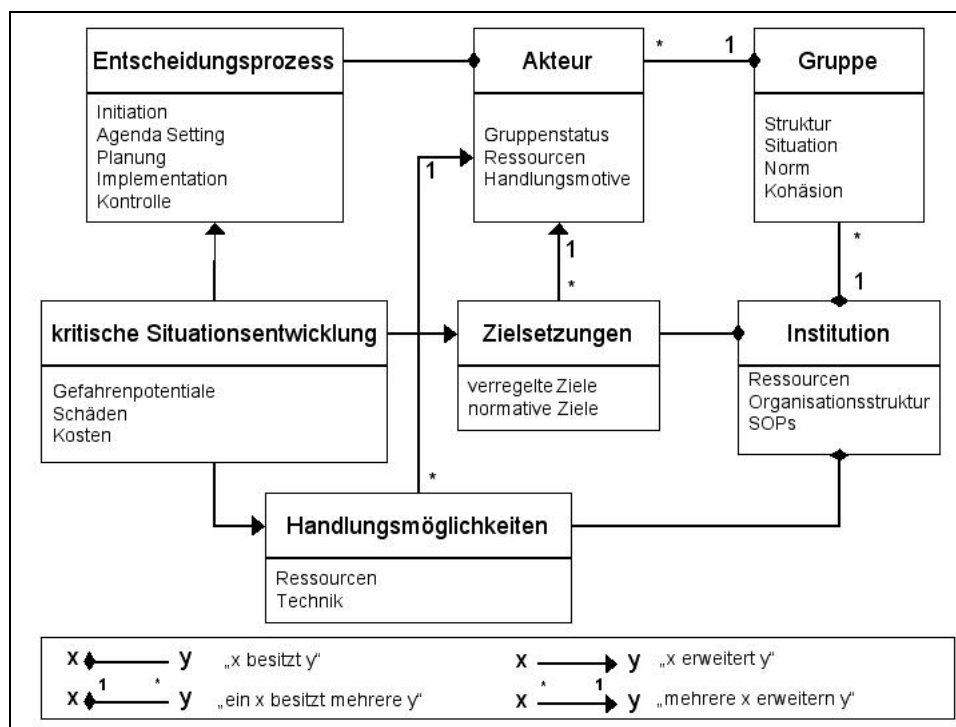 Entscheidungsprozess
Initiation
Agenda Setting
Planung
Implementation
Kontrolle
Akteur
Gruppenstatus
Ressourcen
Handlungsmotive
* 1
Gruppe
Struktur
Situation
Norm
Kohäsion
1
1
*
*
1
kritische Situationsentwicklung
Gefahrenpotentiale
Schäden
Kosten
Zielsetzungen
verregelte Ziele
normative Ziele
Institution
Ressourcen
Organisationsstruktur
SOPs
*
Handlungsmöglichkeiten
Ressourcen
Technik
x y „x besitzt y“
x 1 * y „ein x besitzt mehrere y“
x y „x erweitert y“
x * 1 y „mehrere x erweitern y“